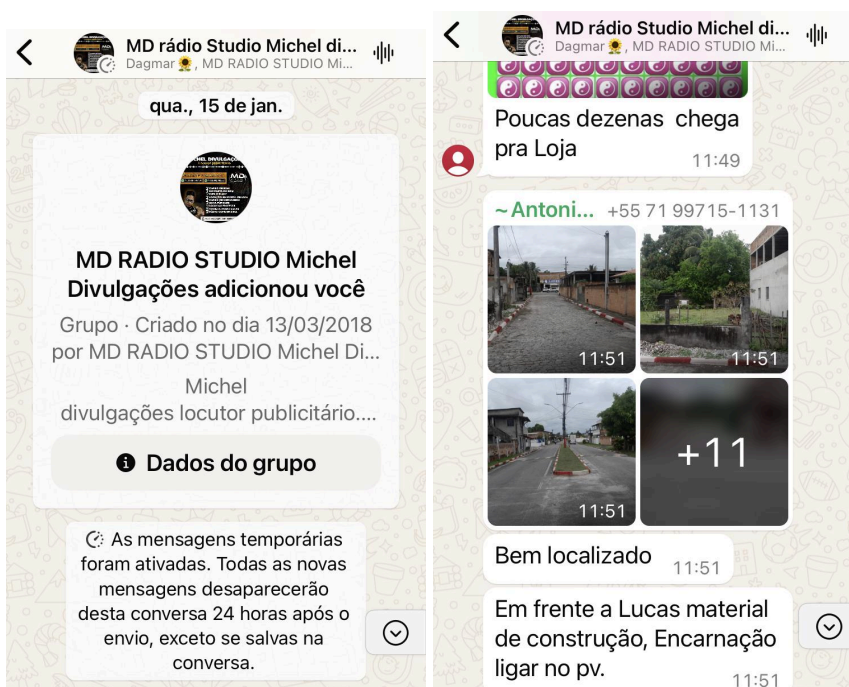 MD rádio Studio Michel di...
Dagmar🌻, MD RADIO STUDIO Mi...
qua., 15 de jan.
MD RADIO STUDIO Michel
Divulgações adicionou você
Grupo · Criado no dia 13/03/2018
por MD RADIO STUDIO Michel Di...
Michel
divulgações locutor publicitário....
Dados do grupo
As mensagens temporárias
foram ativadas. Todas as novas
mensagens desaparecerão
desta conversa 24 horas após o
envio, exceto se salvas na
conversa.
MD rádio Studio Michel di...
Dagmar🌻, MD RADIO STUDIO Mi...
Poucas dezenas chega
pra Loja
11:49
~Antoni... +55 71 99715-1131
11:51
11:51
11:51
+11
Bem localizado
11:51
Em frente a Lucas material
de construção, Encarnação
ligar no pv.
11:51